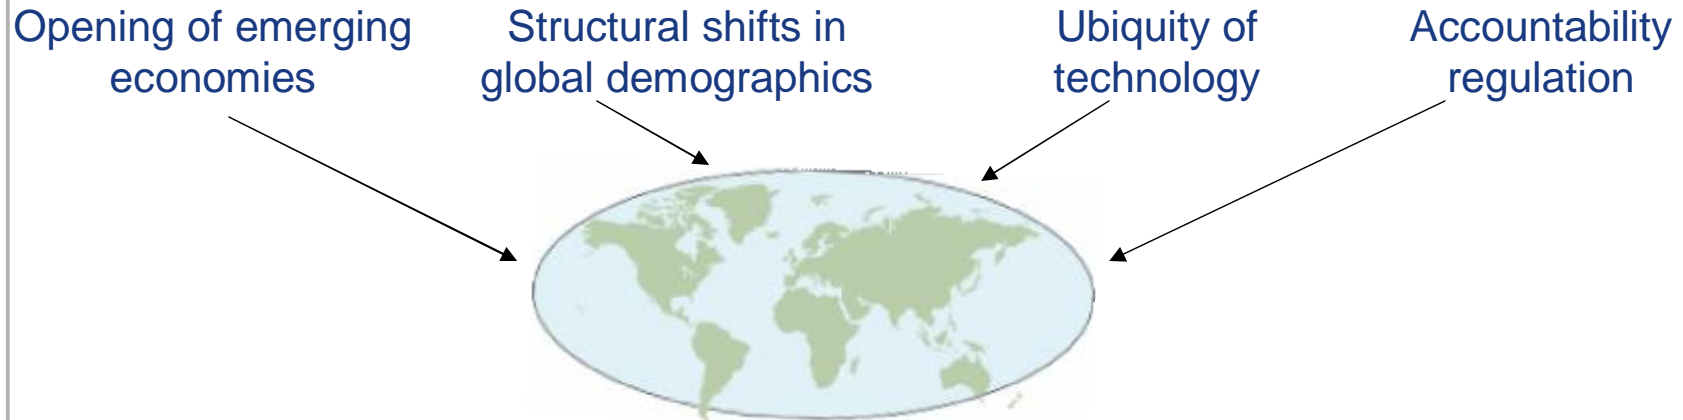 Opening of emerging
economies
Structural shifts in
global demographics
Ubiquity of
technology
Accountability
regulation